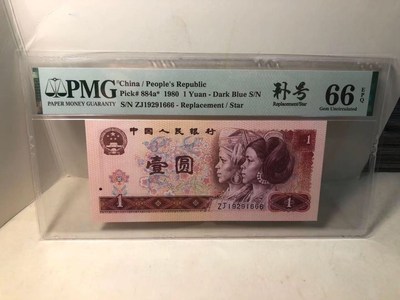 PMG
PAPER MONEY GUARANTY
China / People's Republic
Pick# 884a* 1980 1 Yuan - Dark Blue S/N
S/N ZJ19291666 - Replacement / Star
补号
Replacement/Star
66 EPQ
Gem Uncirculated
中国人民银行
1
壹圆
1
ZJ19291666